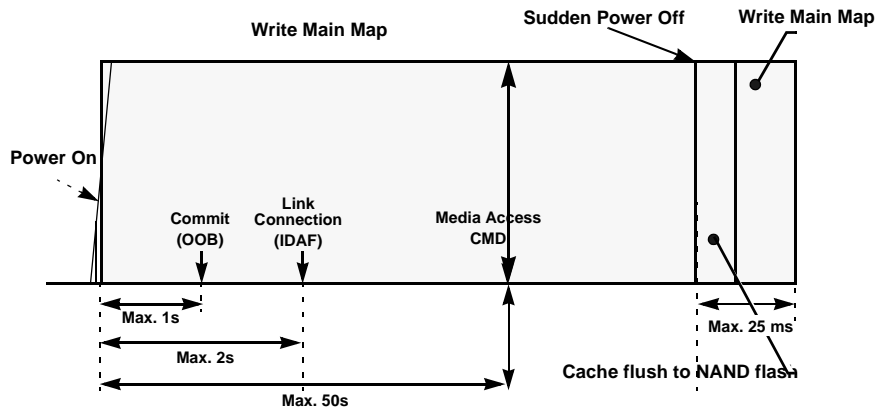 Sudden Power Off
Write Main Map
Write Main Map
Power On
Commit
(OOB)
Link
Connection
(IDAF)
Media Access
CMD
Max. 1s
Max. 25 ms
Max. 2s
Cache flush to NAND flash
Max. 50s